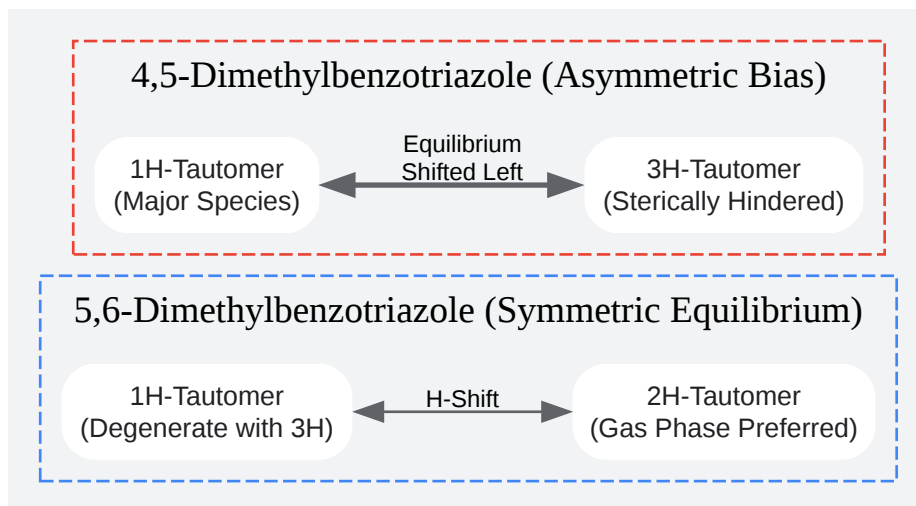 4,5-Dimethylbenzotriazole (Asymmetric Bias)
Equilibrium
Shifted Left
1H-Tautomer
(Major Species)
3H-Tautomer
(Sterically Hindered)
5,6-Dimethylbenzotriazole (Symmetric Equilibrium)
1H-Tautomer
(Degenerate with 3H)
H-Shift
2H-Tautomer
(Gas Phase Preferred)